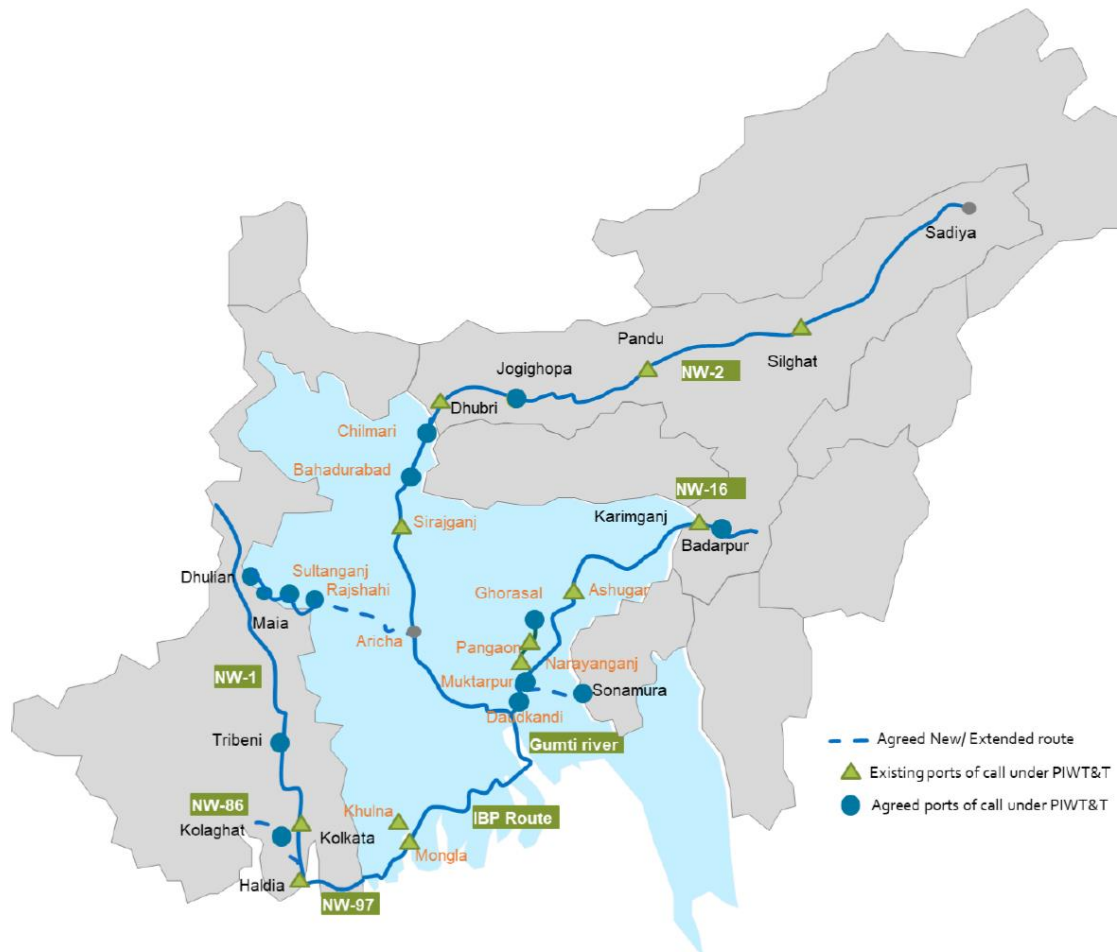 Sadiya
Pandu
Silghat
Jogighopa
NW-2
Dhubri
Chilmari
Bahadurabad
NW-16
Karimganj
Sirajganj
Badarpur
Dhulian
Sultanganj
Rajshahi
Ghorasal
Ashugar
Maia
Aricha
Pangaon
Narayanganj
NW-1
Muktarpur
Sonamura
Daudkandi
Tribeni
Gumti river
Agreed New/ Extended route
Existing ports of call under PIWT&T
Agreed ports of call under PIWT&T
NW-86
Khulna
IBP Route
Kolaghat
Kolkata
Mongla
Haldia
NW-97